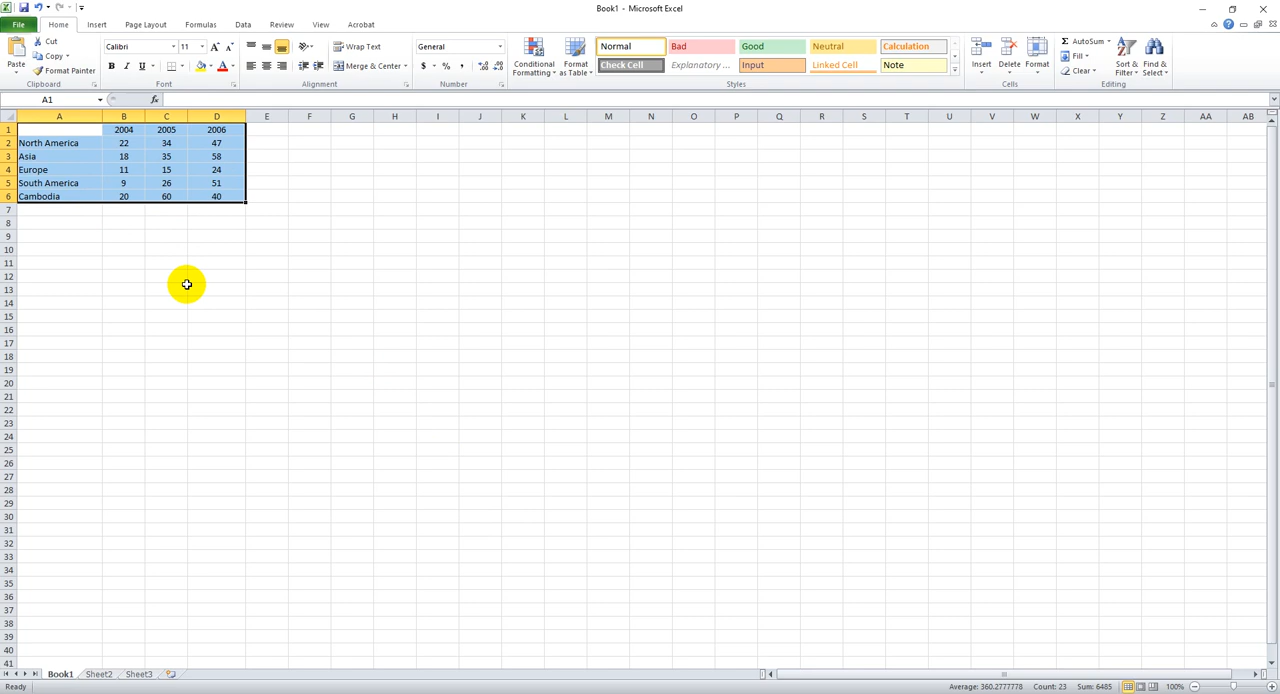 Book1 - Microsoft Excel
File Home Insert Page Layout Formulas Data Review View Acrobat
Paste Cut Copy Format Painter Clipboard
Calibri 11 A A B I U A Font
Wrap Text Merge & Center Alignment
General $ % , Number
Conditional Formatting Format as Table
Normal Bad Good Neutral Calculation
Check Cell Explanatory ... Input Linked Cell Note
Styles
Insert Delete Format Cells
Σ AutoSum Fill Clear Sort & Filter Find & Select Editing
A1 fx
A B C D E F G H I J K L M N O P Q R S T U V W X Y Z AA AB
1 2004 2005 2006
2 North America 22 34 47
3 Asia 18 35 58
4 Europe 11 15 24
5 South America 9 26 51
6 Cambodia 20 60 40
7
8
9
10
11
12
13
14
15
16
17
18
19
20
21
22
23
24
25
26
27
28
29
30
31
32
33
34
35
36
37
38
39
40
41
Book1 Sheet2 Sheet3
Ready Average: 360.2777778 Count: 23 Sum: 6485 100%